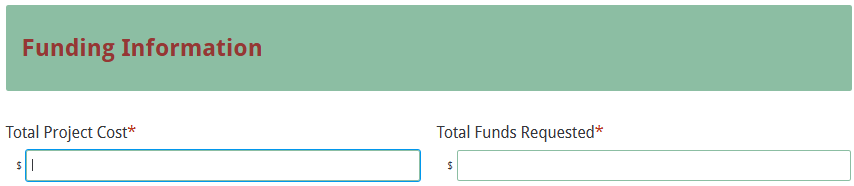 Funding Information
Total Project Cost* Total Funds Requested*
$ $